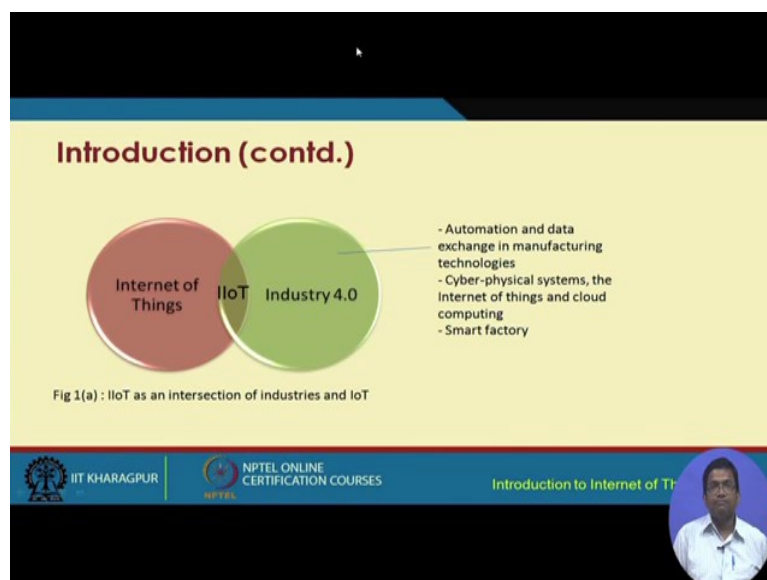 Introduction (contd.)
Internet of
Things
IIoT
Industry 4.0
- Automation and data
exchange in manufacturing
technologies
- Cyber-physical systems, the
Internet of things and cloud
computing
- Smart factory
Fig 1(a) : IIoT as an intersection of industries and IoT
IIT KHARAGPUR
NPTEL
NPTEL ONLINE
CERTIFICATION COURSES
Introduction to Internet of Th